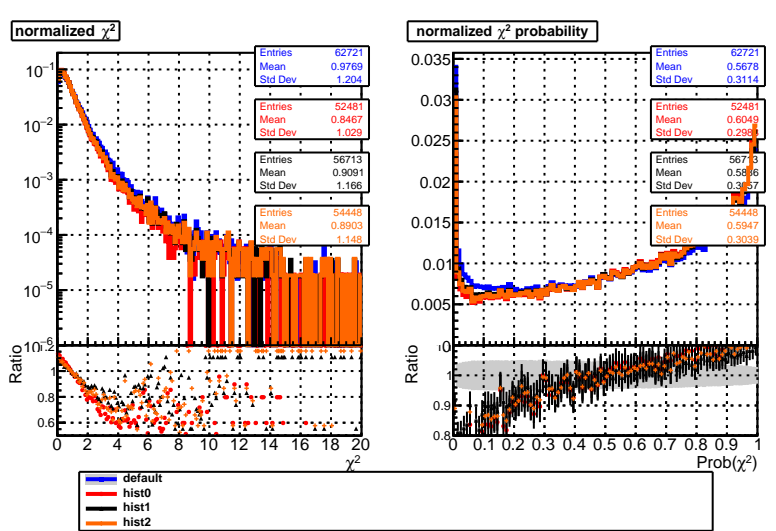 normalized χ²
Entries 62721
Mean 0.9769
Std Dev 1.204
Entries 52481
Mean 0.8467
Std Dev 1.029
Entries 56713
Mean 0.9091
Std Dev 1.166
Entries 54448
Mean 0.8903
Std Dev 1.148
10⁻¹
10⁻²
10⁻³
10⁻⁴
10⁻⁵
Ratio
1
0.8
0.6
0 2 4 6 8 10 12 14 16 18 20
χ²
normalized χ² probability
Entries 62721
Mean 0.5678
Std Dev 0.3114
Entries 52481
Mean 0.6049
Std Dev
Entries
Mean
Std Dev
Entries 54448
Mean 0.5947
Std Dev 0.3039
0.035
0.03
0.025
0.02
0.015
0.01
0.005
Ratio
1
0.9
0.8
0 0.1 0.2 0.3 0.4 0.5 0.6 0.7 0.8 0.9 1
Prob(χ²)
default
hist0
hist1
hist2